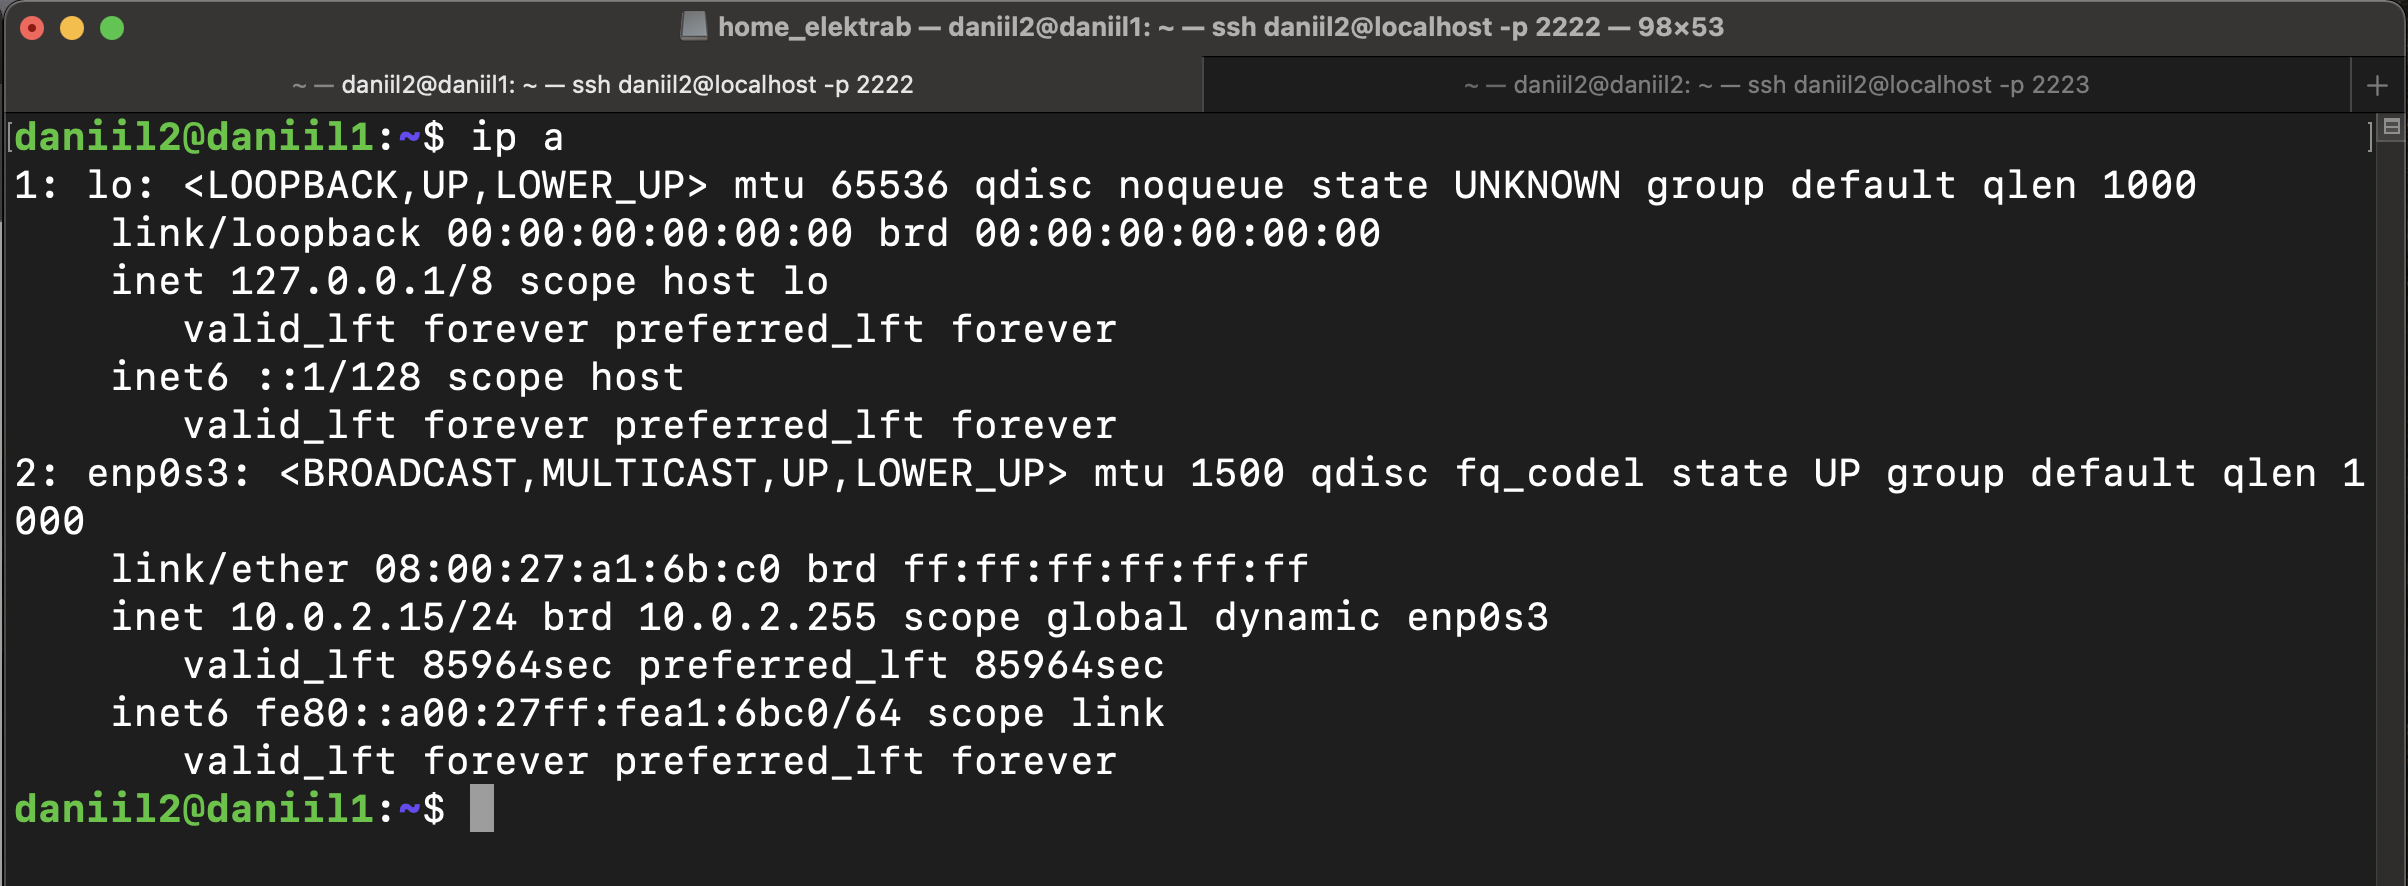 home_elektrab — daniil2@daniil1: ~ — ssh daniil2@localhost -p 2222 — 98×53
~ — daniil2@daniil1: ~ — ssh daniil2@localhost -p 2222
~ — daniil2@daniil2: ~ — ssh daniil2@localhost -p 2223
[daniil2@daniil1:~$ ip a ]
1: lo: <LOOPBACK,UP,LOWER_UP> mtu 65536 qdisc noqueue state UNKNOWN group default qlen 1000
    link/loopback 00:00:00:00:00:00 brd 00:00:00:00:00:00
    inet 127.0.0.1/8 scope host lo
       valid_lft forever preferred_lft forever
    inet6 ::1/128 scope host
       valid_lft forever preferred_lft forever
2: enp0s3: <BROADCAST,MULTICAST,UP,LOWER_UP> mtu 1500 qdisc fq_codel state UP group default qlen 1
000
    link/ether 08:00:27:a1:6b:c0 brd ff:ff:ff:ff:ff:ff
    inet 10.0.2.15/24 brd 10.0.2.255 scope global dynamic enp0s3
       valid_lft 85964sec preferred_lft 85964sec
    inet6 fe80::a00:27ff:fea1:6bc0/64 scope link
       valid_lft forever preferred_lft forever
daniil2@daniil1:~$